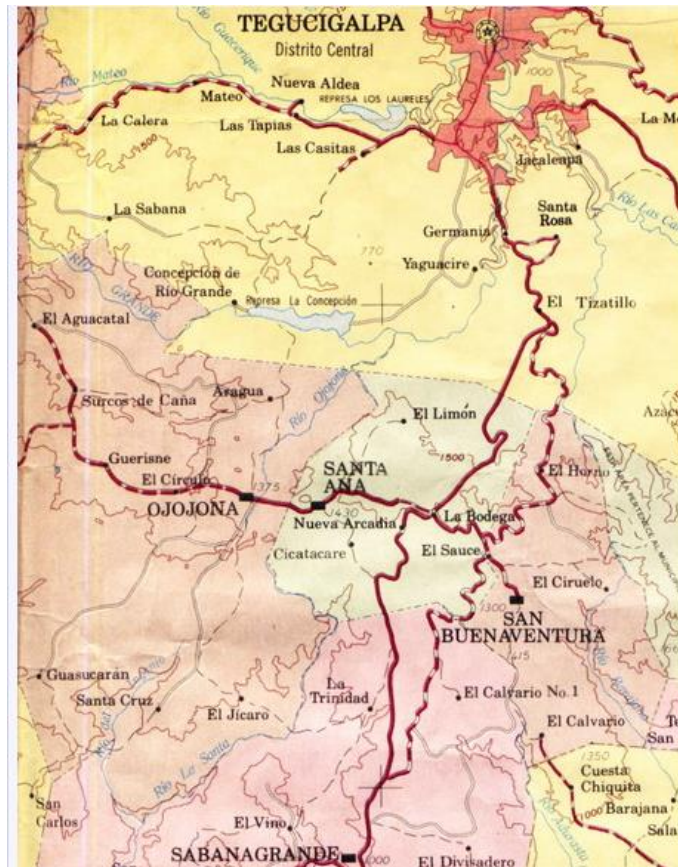 TEGUCIGALPA
Distrito Central
Río Guacerique
1000
Río Mateo
Nueva Aldea
Mateo
REPRESA LOS LAURELES
La Calera
Las Tapias
1500
Las Casitas
Jacaleapa
La Sabana
Santa
Rosa
Germania
770
Yaguacire
RIO
GRANDE
Concepción de
Río Grande
Represa La Concepción
El Tizatillo
El Aguacatal
Surcos de Caña
Aragua
Río Ojojona
El Limón
1500
Guerisne
El Círculo
1375
SANTA
ANA
El Horno
OJOJONA
1430
Nueva Arcadia
La Bodega
Cicatacare
El Sauce
El Ciruelo
1300
SAN
BUENAVENTURA
1415
Guasucarán
Santa Cruz
El Jícaro
La
Trinidad
El Calvario No. 1
El Calvario
San
1350
Cuesta
Chiquita
San
Carlos
1000
Barajana
El Vino
SABANAGRANDE
1000
El Divisadero